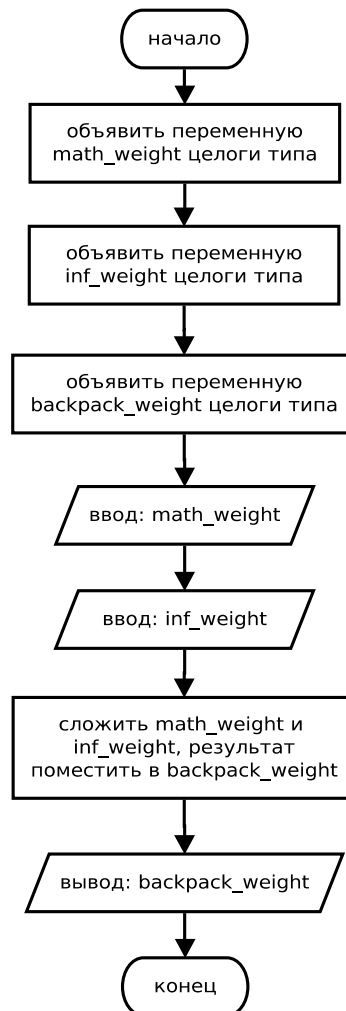 начало
объявить переменную
math_weight целоги типа
объявить переменную
inf_weight целоги типа
объявить переменную
backpack_weight целоги типа
ввод: math_weight
ввод: inf_weight
сложить math_weight и
inf_weight, результат
поместить в backpack_weight
вывод: backpack_weight
конец